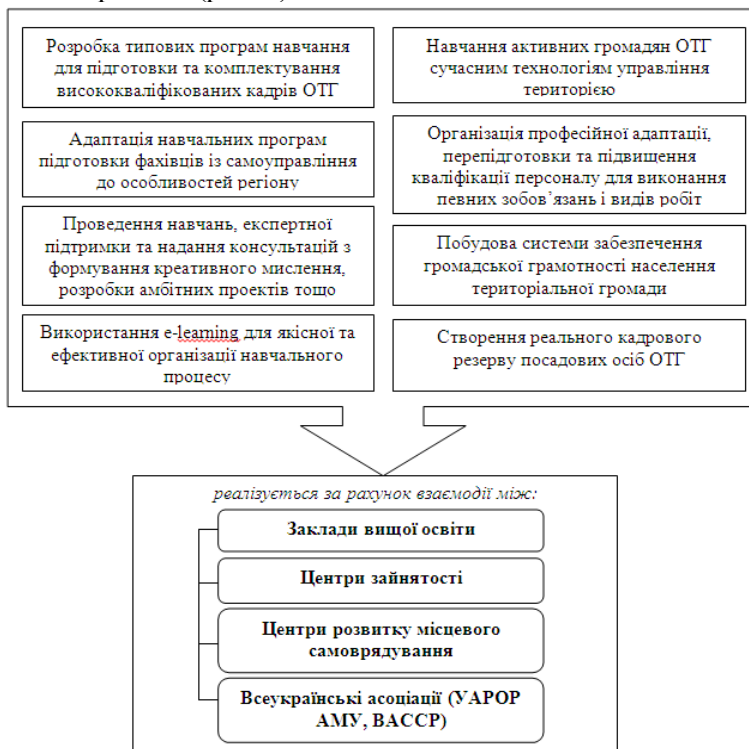 Розробка типових програм навчання
для підготовки та комплектування
висококваліфікованих кадрів ОТГ
Навчання активних громадян ОТГ
сучасним технологіям управління
територією
Адаптація навчальних програм
підготовки фахівців із самоуправління
до особливостей регіону
Організація професійної адаптації,
перепідготовки та підвищення
кваліфікації персоналу для виконання
певних зобов’язань і видів робіт
Проведення навчань, експертної
підтримки та надання консультацій з
формування креативного мислення,
розробки амбітних проектів тощо
Побудова системи забезпечення
громадської грамотності населення
територіальної громади
Використання e-learning для якісної та
ефективної організації навчального
процесу
Створення реального кадрового
резерву посадових осіб ОТГ
реалізується за рахунок взаємодії між:
Заклади вищої освіти
Центри зайнятості
Центри розвитку місцевого
самоврядування
Всеукраїнські асоціації (УАРОР
АМУ, ВАССР)